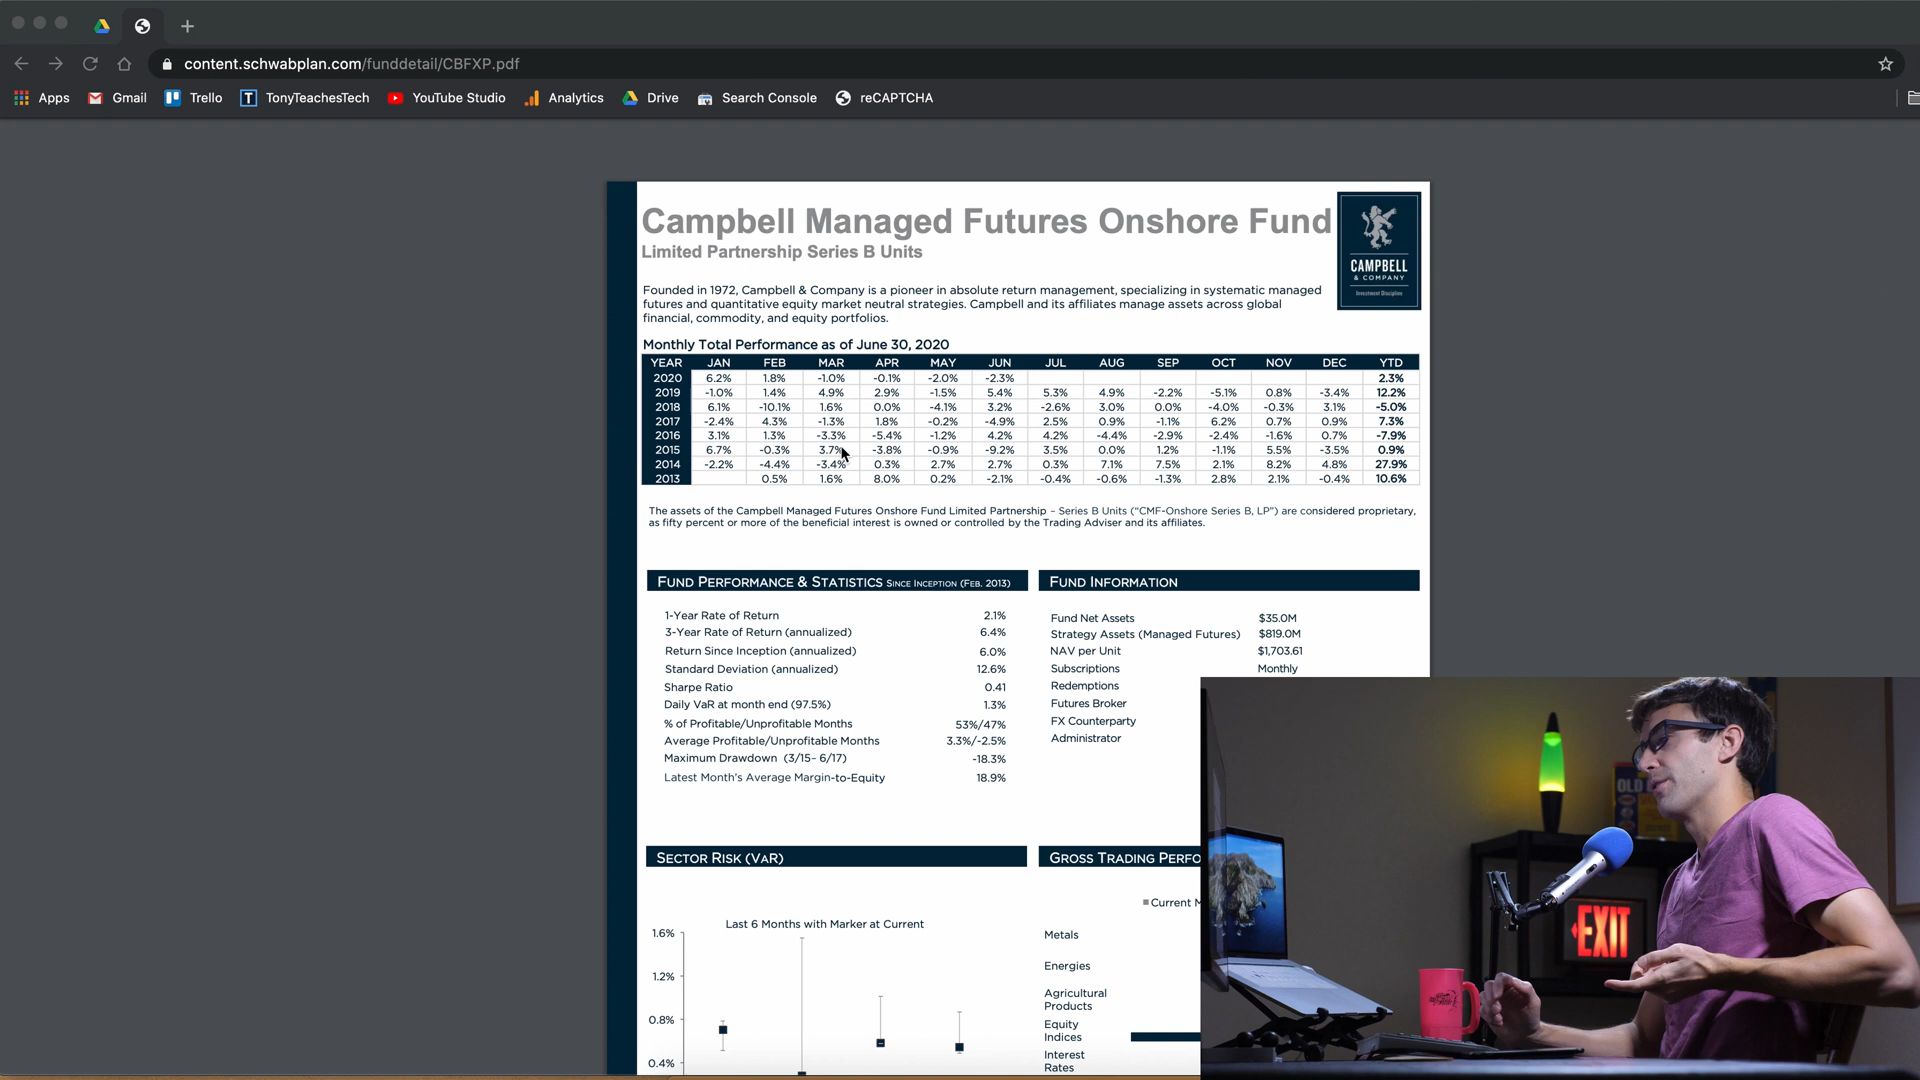 content.schwabplan.com/funddetail/CBFXP.pdf
Apps Gmail Trello TonyTeachesTech YouTube Studio Analytics Drive Search Console reCAPTCHA
Campbell Managed Futures Onshore Fund
Limited Partnership Series B Units
CAMPBELL
& COMPANY
Investment Discipline
Founded in 1972, Campbell & Company is a pioneer in absolute return management, specializing in systematic managed
futures and quantitative equity market neutral strategies. Campbell and its affiliates manage assets across global
financial, commodity, and equity portfolios.
Monthly Total Performance as of June 30, 2020
YEAR JAN FEB MAR APR MAY JUN JUL AUG SEP OCT NOV DEC YTD
2020 6.2% 1.8% -1.0% -0.1% -2.0% -2.3% 2.3%
2019 -1.0% 1.4% 4.9% 2.9% -1.5% 5.4% 5.3% 4.9% -2.2% -5.1% 0.8% -3.4% 12.2%
2018 6.1% -10.1% 1.6% 0.0% -4.1% 3.2% -2.6% 3.0% 0.0% -4.0% -0.3% 3.1% -5.0%
2017 -2.4% 4.3% -1.3% 1.8% -0.2% -4.9% 2.5% 0.9% -1.1% 6.2% 0.7% 0.9% 7.3%
2016 3.1% 1.3% -3.3% -5.4% -1.2% 4.2% 4.2% -4.4% -2.9% -2.4% -1.6% 0.7% -7.9%
2015 6.7% -0.3% 3.7% -3.8% -0.9% -9.2% 3.5% 0.0% 1.2% -1.1% 5.5% -3.5% 0.9%
2014 -2.2% -4.4% -3.4% 0.3% 2.7% 2.7% 0.3% 7.1% 7.5% 2.1% 8.2% 4.8% 27.9%
2013 0.5% 1.6% 8.0% 0.2% -2.1% -0.4% -0.6% -1.3% 2.8% 2.1% -0.4% 10.6%
The assets of the Campbell Managed Futures Onshore Fund Limited Partnership – Series B Units (“CMF-Onshore Series B, LP”) are considered proprietary,
as fifty percent or more of the beneficial interest is owned or controlled by the Trading Adviser and its affiliates.
FUND PERFORMANCE & STATISTICS SINCE INCEPTION (FEB. 2013)
1-Year Rate of Return 2.1%
3-Year Rate of Return (annualized) 6.4%
Return Since Inception (annualized) 6.0%
Standard Deviation (annualized) 12.6%
Sharpe Ratio 0.41
Daily VaR at month end (97.5%) 1.3%
% of Profitable/Unprofitable Months 53%/47%
Average Profitable/Unprofitable Months 3.3%/-2.5%
Maximum Drawdown (3/15– 6/17) -18.3%
Latest Month's Average Margin-to-Equity 18.9%
FUND INFORMATION
Fund Net Assets $35.0M
Strategy Assets (Managed Futures) $819.0M
NAV per Unit $1,703.61
Subscriptions Monthly
Redemptions
Futures Broker
FX Counterparty
Administrator
SECTOR RISK (VAR)
Last 6 Months with Marker at Current
1.6%
1.2%
0.8%
0.4%
GROSS TRADING PERFO
Current M
Metals
Energies
Agricultural
Products
Equity
Indices
Interest
Rates
OLD
EXIT